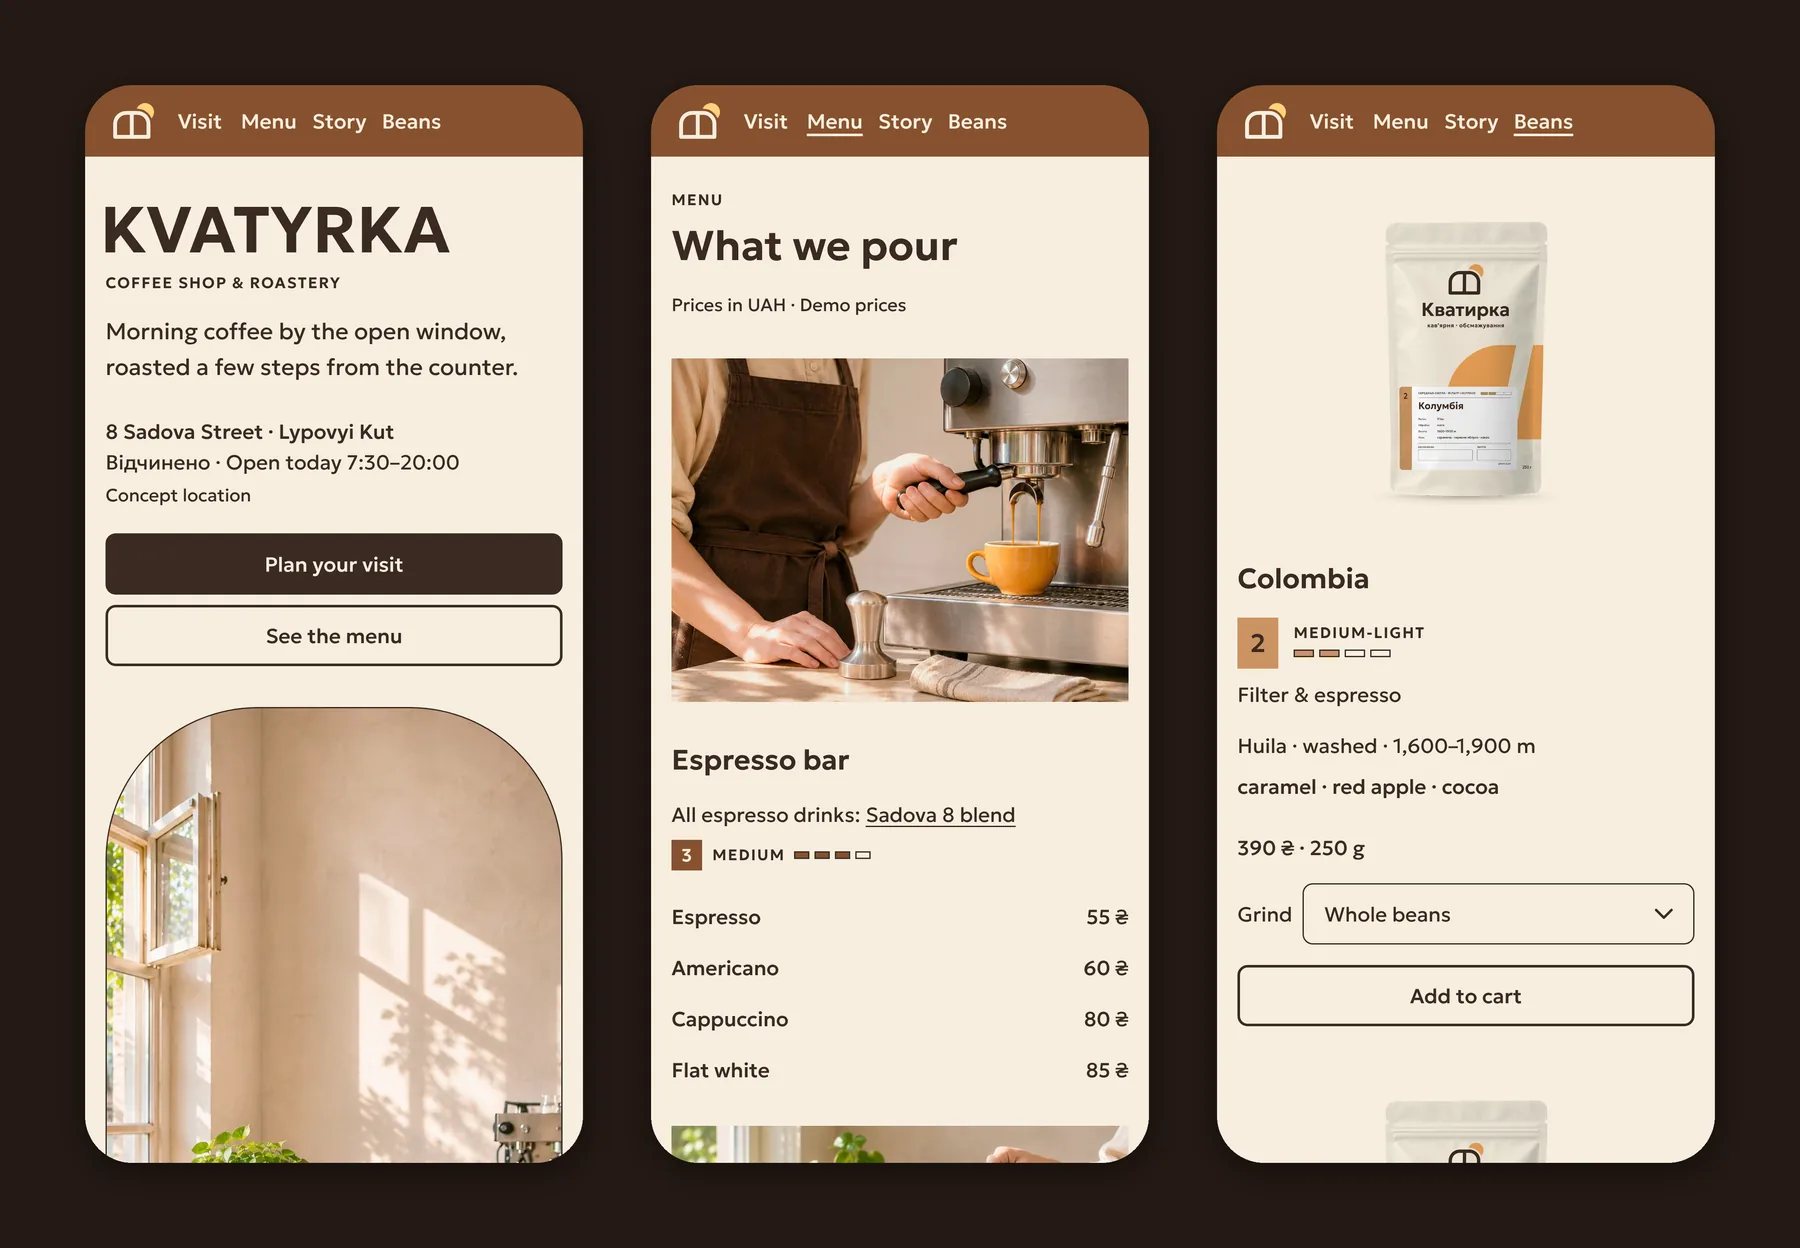 Visit Menu Story Beans
KVATYRKA
COFFEE SHOP & ROASTERY
Morning coffee by the open window,
roasted a few steps from the counter.
8 Sadova Street · Lypovyi Kut
Відчинено · Open today 7:30–20:00
Concept location
Plan your visit
See the menu
Visit Menu Story Beans
MENU
What we pour
Prices in UAH · Demo prices
Espresso bar
All espresso drinks: Sadova 8 blend
3 MEDIUM
Espresso 55 ₴
Americano 60 ₴
Cappuccino 80 ₴
Flat white 85 ₴
Visit Menu Story Beans
Кватирка
кав'ярня · обсмажування
2
Колумбія
Colombia
2 MEDIUM-LIGHT
Filter & espresso
Huila · washed · 1,600–1,900 m
caramel · red apple · cocoa
390 ₴ · 250 g
Grind Whole beans
Add to cart